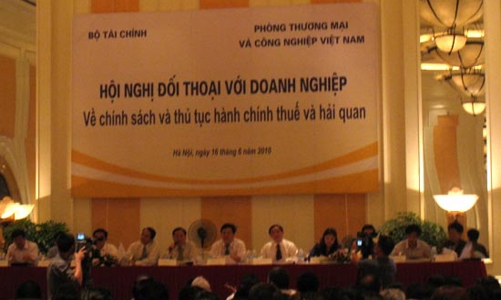 BỘ TÀI CHÍNH
PHÒNG THƯƠNG MẠI
VÀ CÔNG NGHIỆP VIỆT NAM
HỘI NGHỊ ĐỐI THOẠI VỚI DOANH NGHIỆP
Về chính sách và thủ tục hành chính thuế và hải quan
Hà Nội, ngày 16 tháng 6 năm 2010